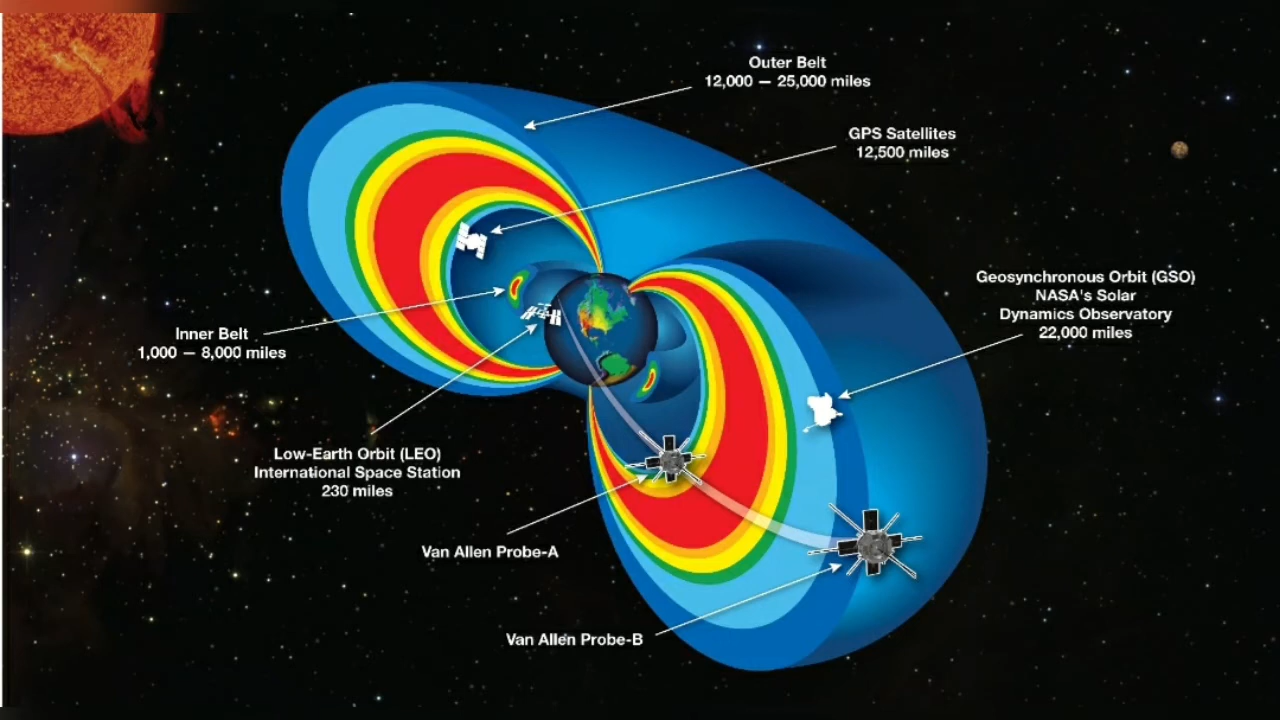 Outer Belt
12,000 — 25,000 miles
GPS Satellites
12,500 miles
Geosynchronous Orbit (GSO)
NASA's Solar
Dynamics Observatory
22,000 miles
Inner Belt
1,000 — 8,000 miles
Low-Earth Orbit (LEO)
International Space Station
230 miles
Van Allen Probe-A
Van Allen Probe-B